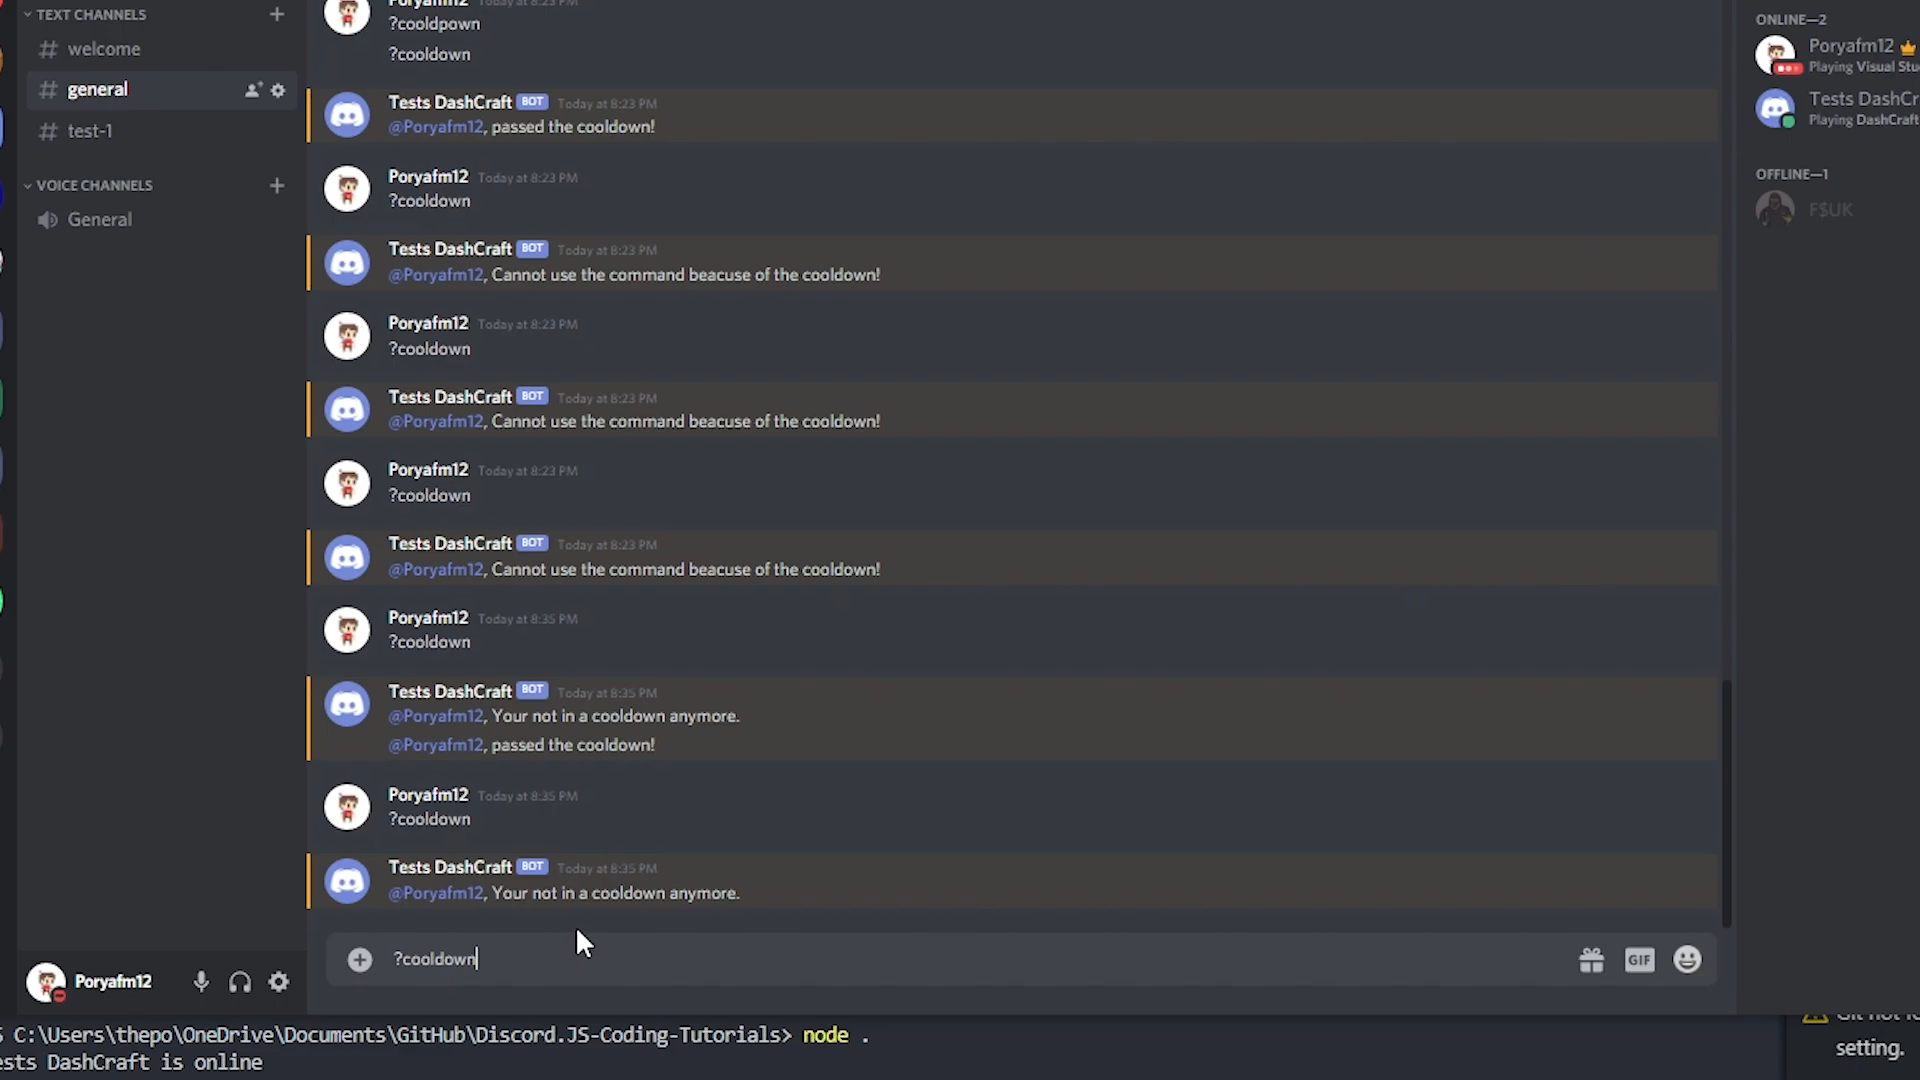 TEXT CHANNELS
welcome
general
test-1
VOICE CHANNELS
General
Poryafm12
Poryafm12 Today at 8:23 PM
?cooldpown
?cooldown
Tests DashCraft BOT Today at 8:23 PM
@Poryafm12, passed the cooldown!
Poryafm12 Today at 8:23 PM
?cooldown
Tests DashCraft BOT Today at 8:23 PM
@Poryafm12, Cannot use the command beacuse of the cooldown!
Poryafm12 Today at 8:23 PM
?cooldown
Tests DashCraft BOT Today at 8:23 PM
@Poryafm12, Cannot use the command beacuse of the cooldown!
Poryafm12 Today at 8:23 PM
?cooldown
Tests DashCraft BOT Today at 8:23 PM
@Poryafm12, Cannot use the command beacuse of the cooldown!
Poryafm12 Today at 8:35 PM
?cooldown
Tests DashCraft BOT Today at 8:35 PM
@Poryafm12, Your not in a cooldown anymore.
@Poryafm12, passed the cooldown!
Poryafm12 Today at 8:35 PM
?cooldown
Tests DashCraft BOT Today at 8:35 PM
@Poryafm12, Your not in a cooldown anymore.
?cooldown
GIF
ONLINE—2
Poryafm12
Playing Visual Stu
Tests DashCr
Playing DashCraft
OFFLINE—1
F$UK
C:\Users\thepo\OneDrive\Documents\GitHub\Discord.JS-Coding-Tutorials> node .
ests DashCraft is online
Git not
setting.